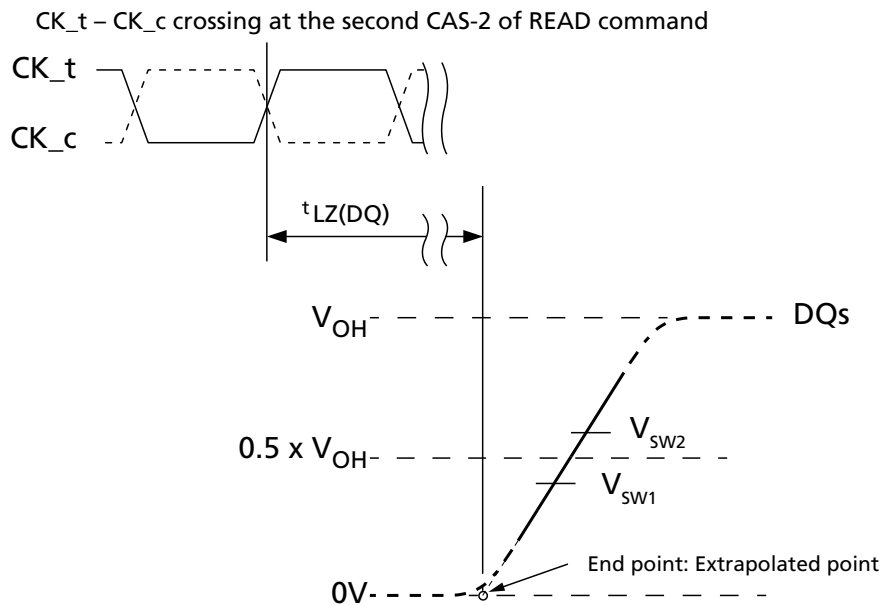 CK_t – CK_c crossing at the second CAS-2 of READ command
CK_t
CK_c
tLZ(DQ)
VOH
DQs
0.5 x VOH
VSW2
VSW1
End point: Extrapolated point
0V